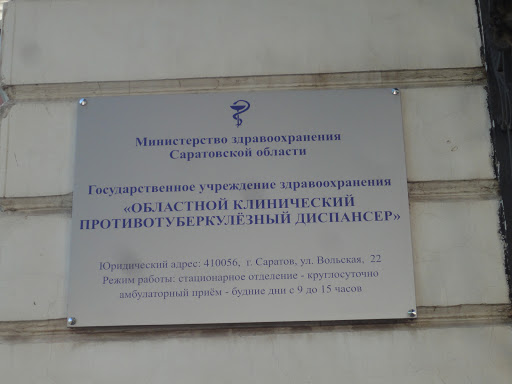 Министерство здравоохранения
Саратовской области
Государственное учреждение здравоохранения
«ОБЛАСТНОЙ КЛИНИЧЕСКИЙ
ПРОТИВОТУБЕРКУЛЁЗНЫЙ ДИСПАНСЕР»
Юридический адрес: 410056, г. Саратов, ул. Вольская, 22
Режим работы: стационарное отделение - круглосуточно
амбулаторный приём - будние дни с 9 до 15 часов